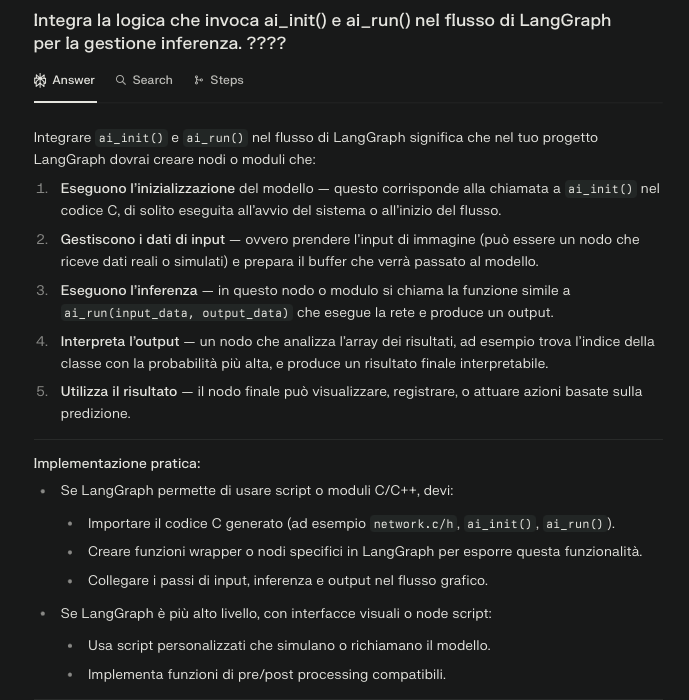 Integra la logica che invoca ai_init() e ai_run() nel flusso di LangGraph
per la gestione inferenza. ????
Answer
Search
Steps
Integrare ai_init() e ai_run() nel flusso di LangGraph significa che nel tuo progetto
LangGraph dovrai creare nodi o moduli che:
1. Eseguono l'inizializzazione del modello — questo corrisponde alla chiamata a ai_init() nel
codice C, di solito eseguita all'avvio del sistema o all'inizio del flusso.
2. Gestiscono i dati di input — ovvero prendere l'input di immagine (può essere un nodo che
riceve dati reali o simulati) e prepara il buffer che verrà passato al modello.
3. Eseguono l'inferenza — in questo nodo o modulo si chiama la funzione simile a
ai_run(input_data, output_data) che esegue la rete e produce un output.
4. Interpreta l'output — un nodo che analizza l'array dei risultati, ad esempio trova l'indice della
classe con la probabilità più alta, e produce un risultato finale interpretabile.
5. Utilizza il risultato — il nodo finale può visualizzare, registrare, o attuare azioni basate sulla
predizione.
Implementazione pratica:
• Se LangGraph permette di usare script o moduli C/C++, devi:
• Importare il codice C generato (ad esempio network.c/h, ai_init(), ai_run()).
• Creare funzioni wrapper o nodi specifici in LangGraph per esporre questa funzionalità.
• Collegare i passi di input, inferenza e output nel flusso grafico.
• Se LangGraph è più alto livello, con interfacce visuali o node script:
• Usa script personalizzati che simulano o richiamano il modello.
• Implementa funzioni di pre/post processing compatibili.